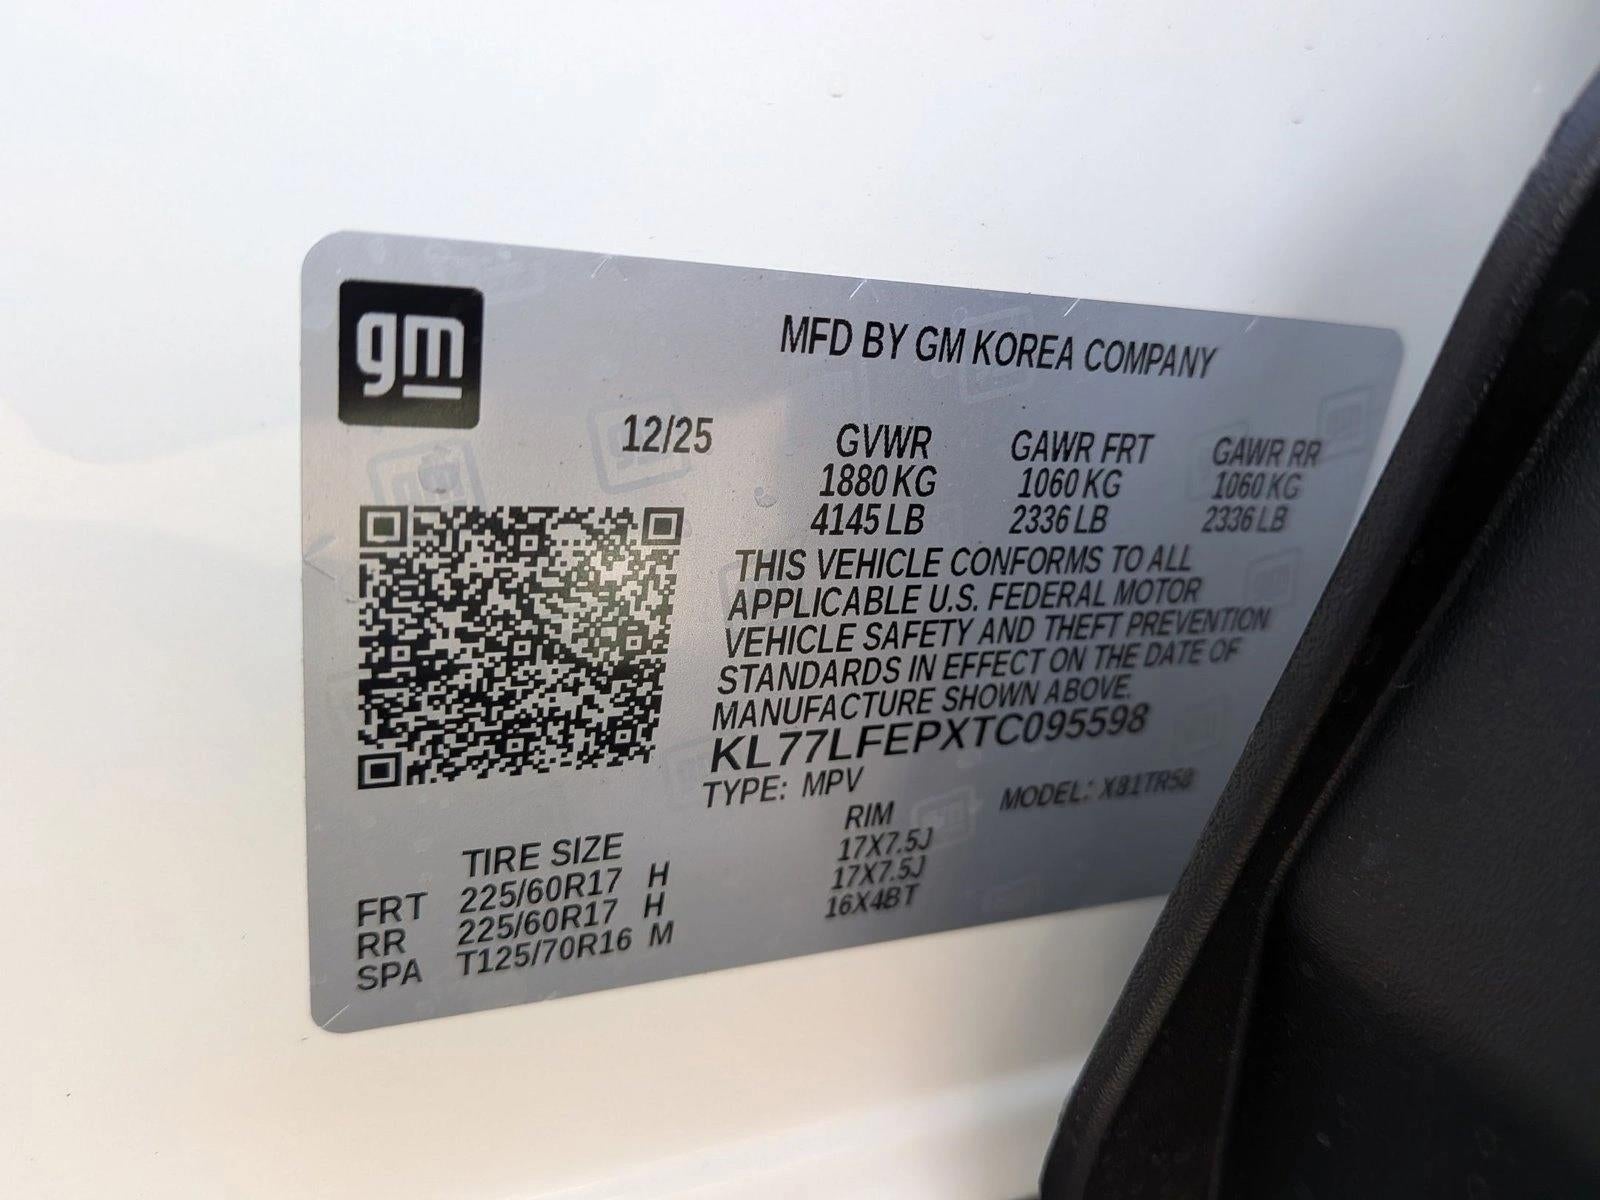 gm
MFD BY GM KOREA COMPANY
12/25 GVWR GAWR FRT GAWR RR
1880 KG 1060 KG 1060 KG
4145 LB 2336 LB 2336 LB
THIS VEHICLE CONFORMS TO ALL
APPLICABLE U.S. FEDERAL MOTOR
VEHICLE SAFETY AND THEFT PREVENTION
STANDARDS IN EFFECT ON THE DATE OF
MANUFACTURE SHOWN ABOVE.
KL77LFEPXTC095598
TYPE: MPV MODEL: X81TR58
TIRE SIZE RIM
FRT 225/60R17 H 17X7.5J
RR 225/60R17 H 17X7.5J
SPA T125/70R16 M 16X4BT